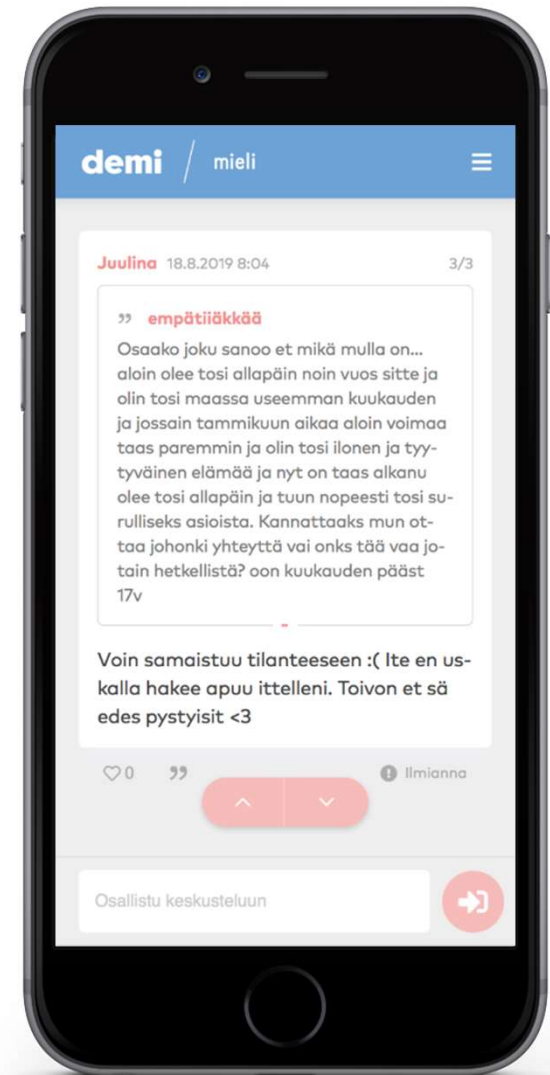 demi / mieli
Juulina 18.8.2019 8:04 3/3
” empätiiäkkää
Osaako joku sanoo et mikä mulla on...
aloin olee tosi allapäin noin vuos sitte ja
olin tosi maassa useemman kuukauden
ja jossain tammikuun aikaa aloin voimaa
taas paremmin ja olin tosi ilonen ja tyy-
tyväinen elämää ja nyt on taas alkanu
olee tosi allapäin ja tuun nopeesti tosi su-
rulliseks asioista. Kannattaaks mun ot-
taa johonki yhteyttä vai onks tää vaa jo-
tain hetkellistä? oon kuukauden pääst
17v
Voin samaistuu tilanteeseen :( Ite en us-
kalla hakee apuu ittelleni. Toivon et sä
edes pystyisit <3
0 ” Ilmianna
Osallistu keskusteluun